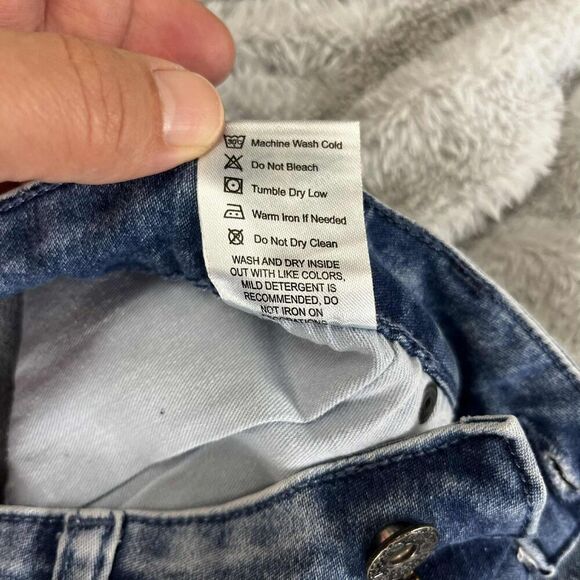 30C
Machine Wash Cold
Do Not Bleach
Tumble Dry Low
Warm Iron If Needed
Do Not Dry Clean
WASH AND DRY INSIDE
OUT WITH LIKE COLORS,
MILD DETERGENT IS
RECOMMENDED, DO
NOT IRON ON